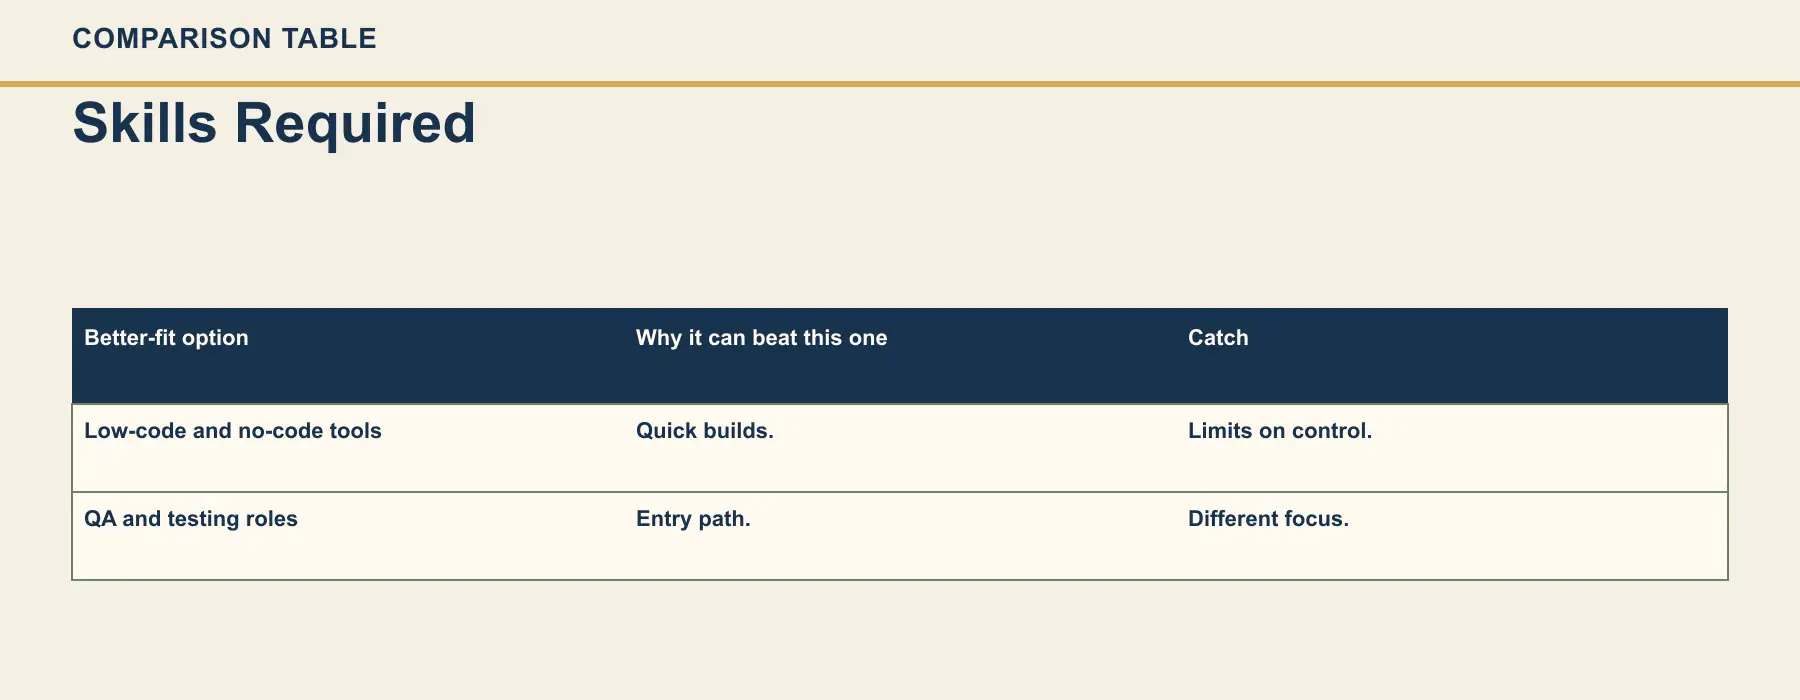 COMPARISON TABLE
Skills Required
Better-fit option Why it can beat this one Catch
Low-code and no-code tools Quick builds. Limits on control.
QA and testing roles Entry path. Different focus.